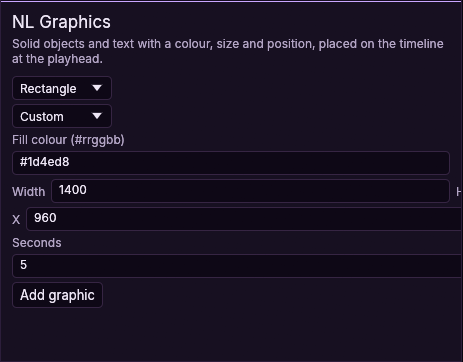 NL Graphics
Solid objects and text with a colour, size and position, placed on the timeline
at the playhead.
Rectangle
Custom
Fill colour (#rrggbb)
#1d4ed8
Width 1400
X 960
Seconds
5
Add graphic